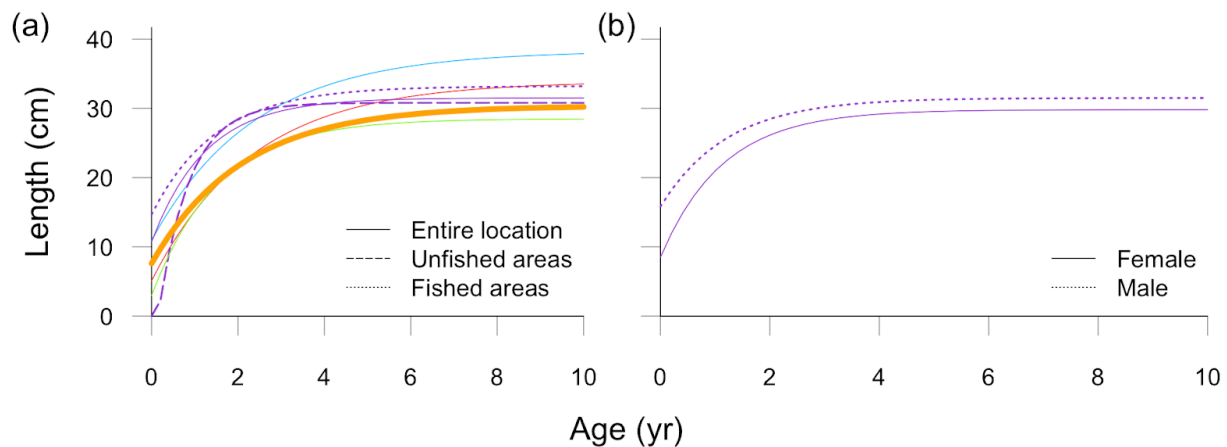 (a)
(b)
Length (cm)
40
30
20
10
0
Entire location
Unfished areas
Fished areas
Female
Male
0 2 4 6 8 10
0 2 4 6 8 10
Age (yr)